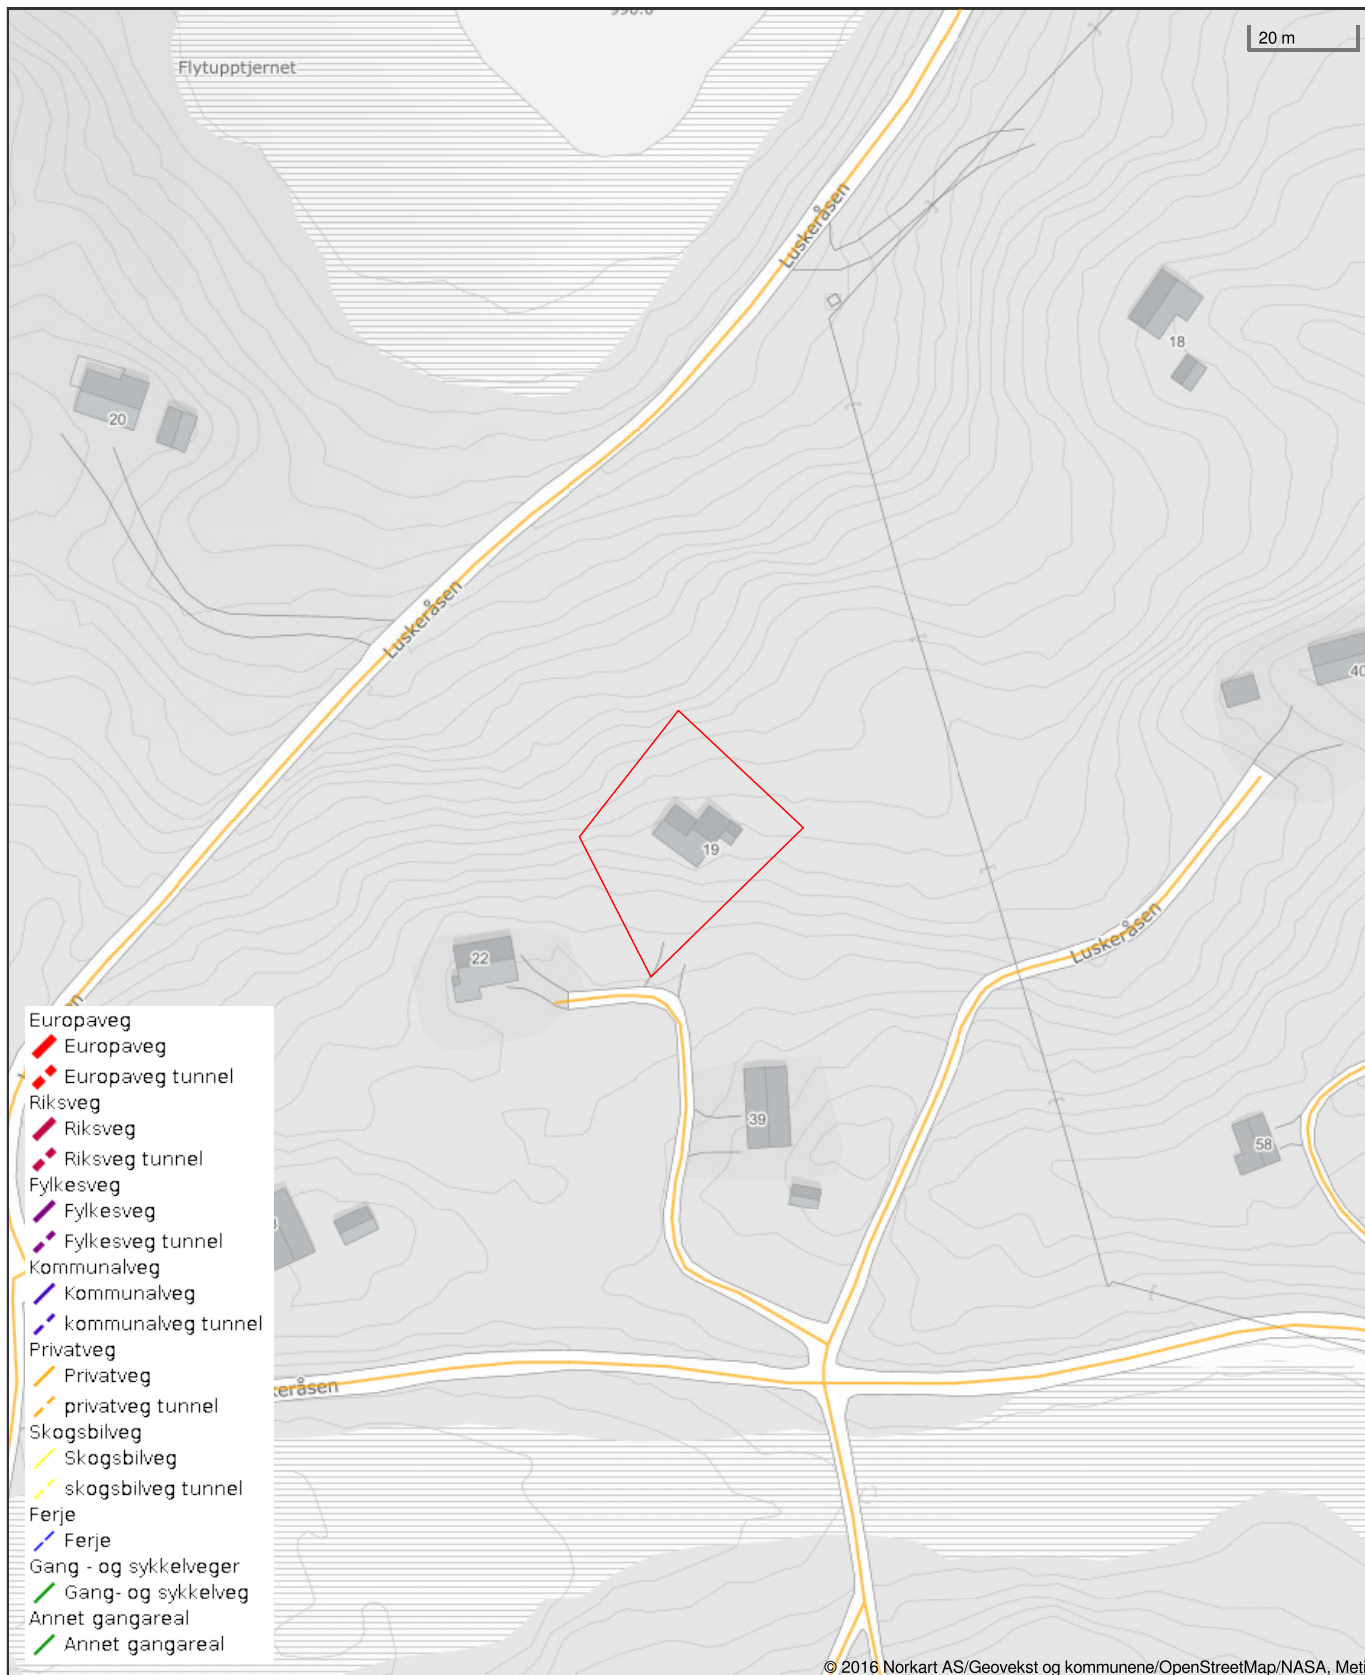 Flytupptjernet
20 m
Luskeråsen
18
20
Luskeråsen
40
19
Luskeråsen
22
39
58
Europaveg
Europaveg
Europaveg tunnel
Riksveg
Riksveg
Riksveg tunnel
Fylkesveg
Fylkesveg
Fylkesveg tunnel
Kommunalveg
Kommunalveg
kommunalveg tunnel
Privatveg
Privatveg
privatveg tunnel
Skogsbilveg
Skogsbilveg
skogsbilveg tunnel
Ferje
Ferje
Gang - og sykkelveger
Gang- og sykkelveg
Annet gangareal
Annet gangareal
keråsen
© 2016 Norkart AS/Geovekst og kommunene/OpenStreetMap/NASA, Meti